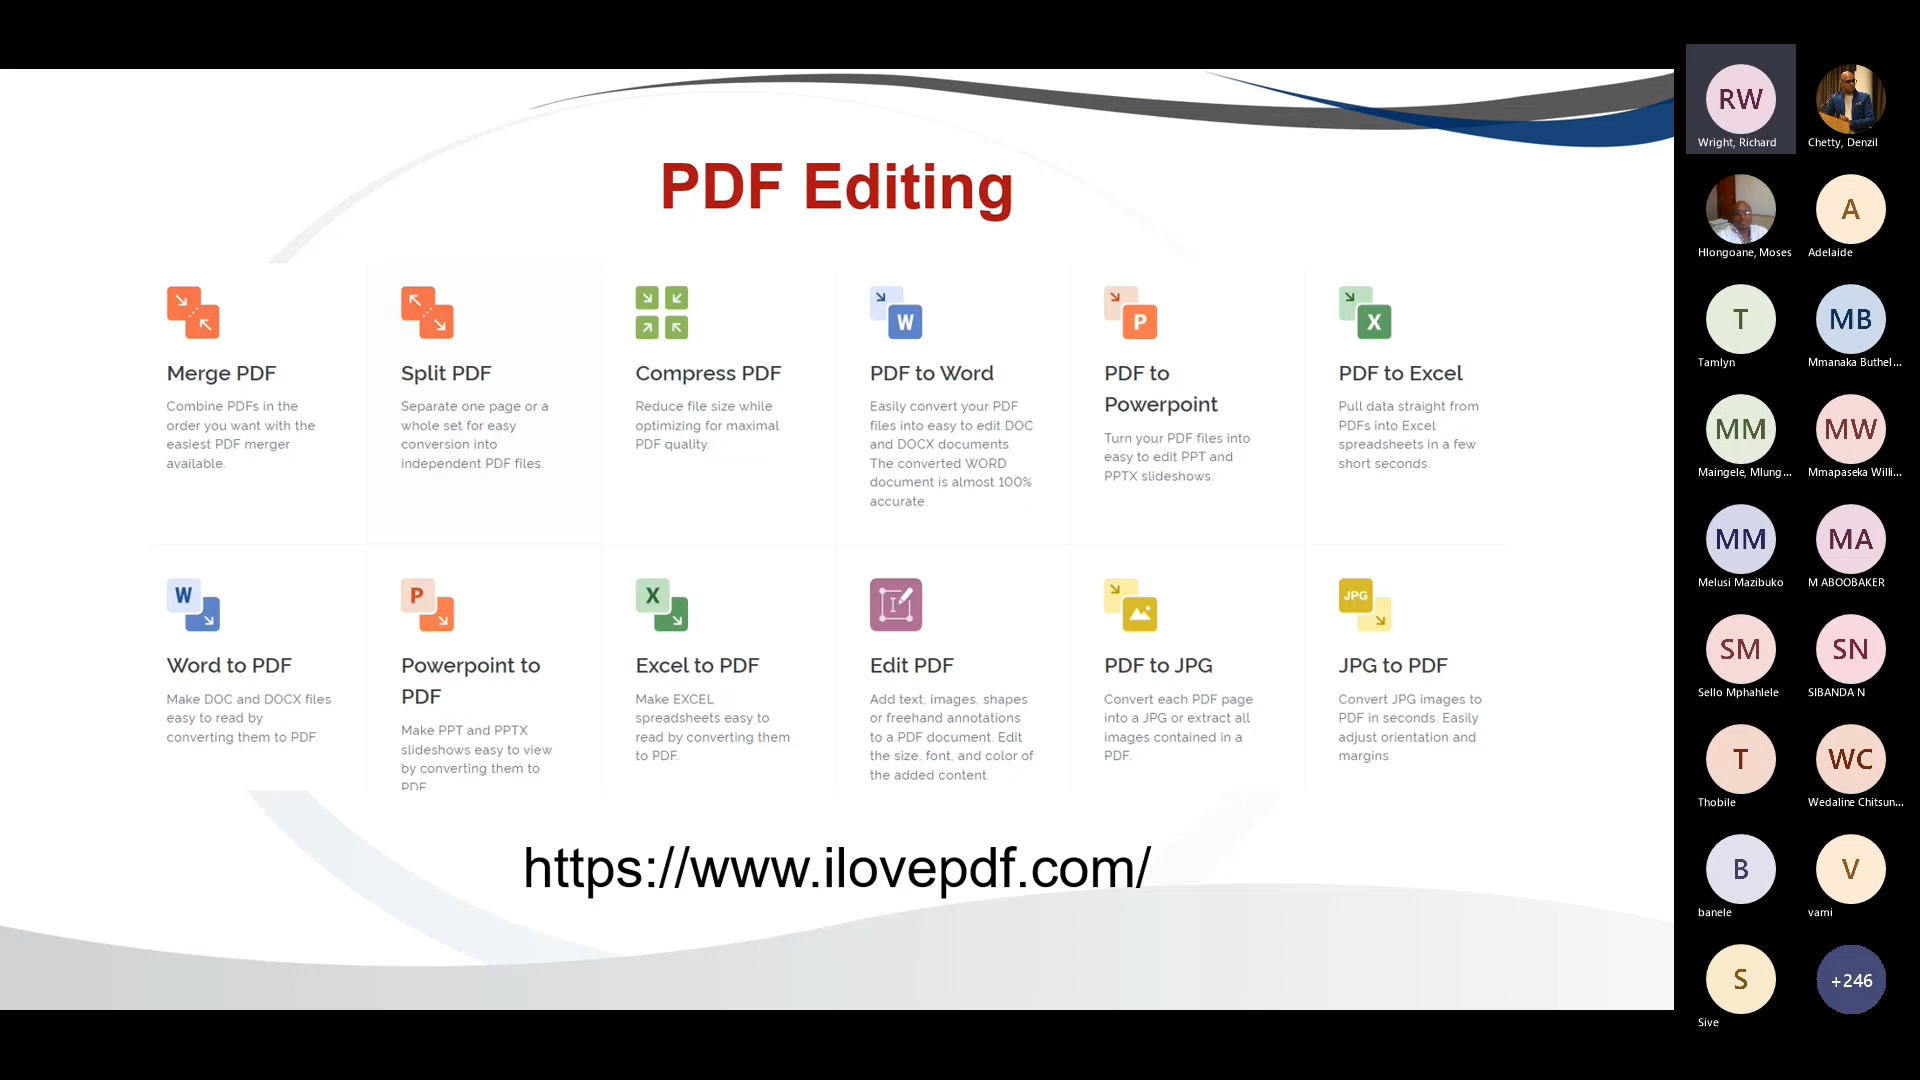 PDF Editing
Merge PDF
Combine PDFs in the
order you want with the
easiest PDF merger
available.
Split PDF
Separate one page or a
whole set for easy
conversion into
independent PDF files.
Compress PDF
Reduce file size while
optimizing for maximal
PDF quality.
W
PDF to Word
Easily convert your PDF
files into easy to edit DOC
and DOCX documents.
The converted WORD
document is almost 100%
accurate.
P
PDF to
Powerpoint
Turn your PDF files into
easy to edit PPT and
PPTX slideshows.
X
PDF to Excel
Pull data straight from
PDFs into Excel
spreadsheets in a few
short seconds.
W
Word to PDF
Make DOC and DOCX files
easy to read by
converting them to PDF.
P
Powerpoint to
PDF
Make PPT and PPTX
slideshows easy to view
by converting them to
PDF.
X
Excel to PDF
Make EXCEL
spreadsheets easy to
read by converting them
to PDF.
Edit PDF
Add text, images, shapes
or freehand annotations
to a PDF document. Edit
the size, font, and color of
the added content.
PDF to JPG
Convert each PDF page
into a JPG or extract all
images contained in a
PDF.
JPG
JPG to PDF
Convert JPG images to
PDF in seconds. Easily
adjust orientation and
margins.
https://www.ilovepdf.com/
RW
Wright, Richard
Chetty, Denzil
Hlongoane, Moses
A
Adelaide
T
Tamlyn
MB
Mmanaka Buthel...
MM
Maingele, Mlung...
MW
Mmapaseka Willi...
MM
Melusi Mazibuko
MA
M ABOOBAKER
SM
Sello Mphahlele
SN
SIBANDA N
T
Thobile
WC
Wedaline Chitsun...
B
banele
V
vami
S
Sive
+246